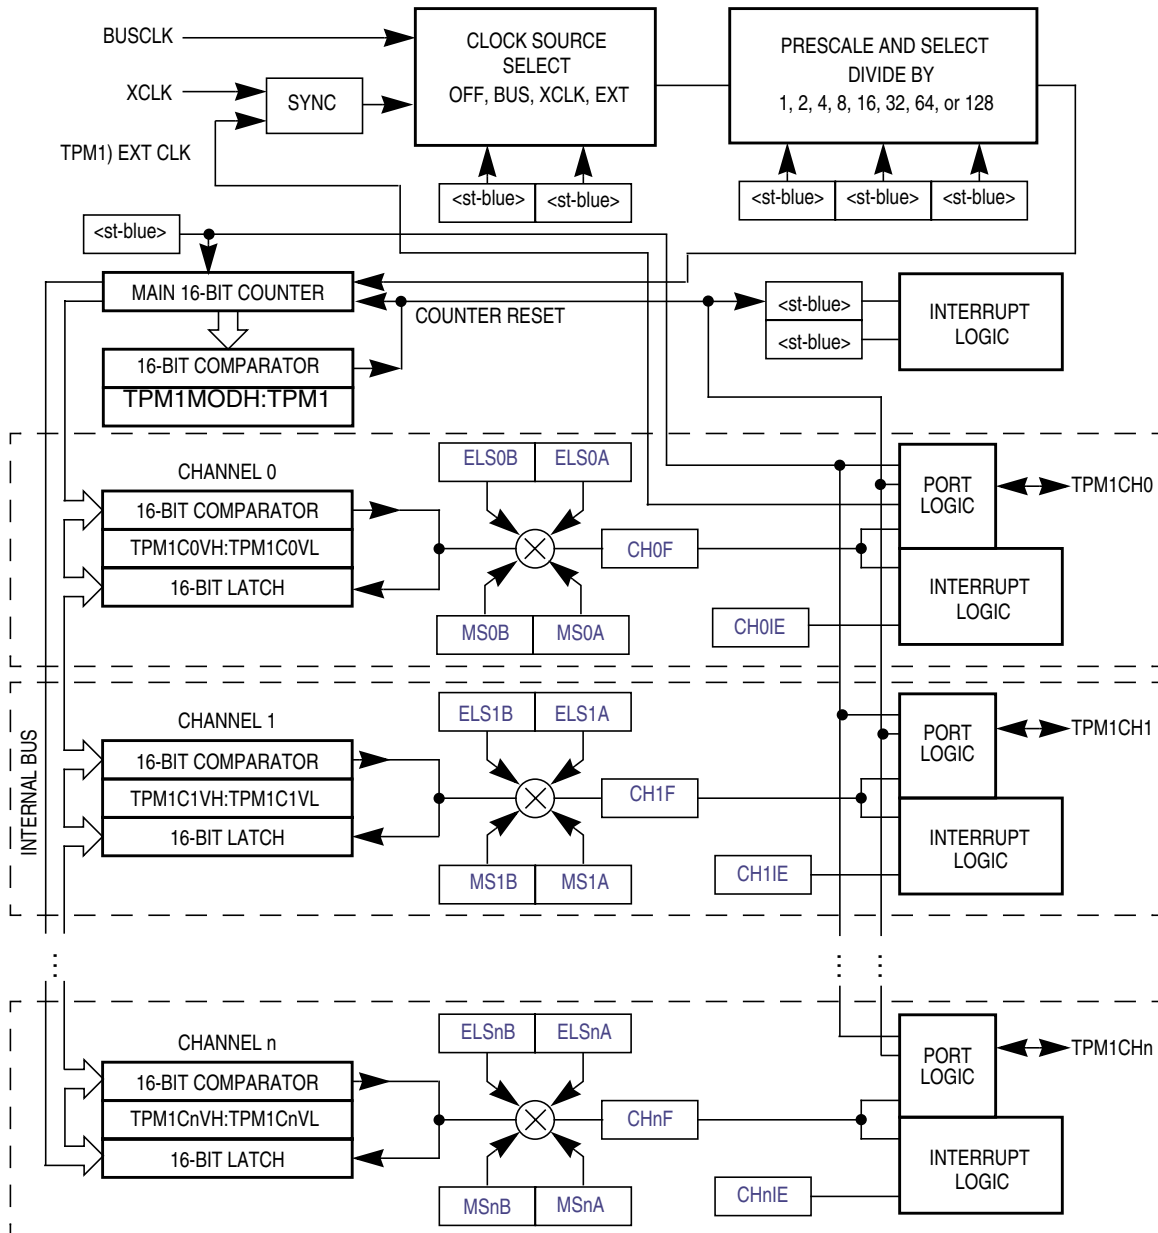 BUSCLK
CLOCK SOURCE
SELECT
OFF, BUS, XCLK, EXT
PRESCALE AND SELECT
DIVIDE BY
1, 2, 4, 8, 16, 32, 64, or 128
XCLK
SYNC
TPM1) EXT CLK
<st-blue>
<st-blue>
<st-blue>
<st-blue>
<st-blue>
<st-blue>
MAIN 16-BIT COUNTER
COUNTER RESET
<st-blue>
<st-blue>
INTERRUPT
LOGIC
16-BIT COMPARATOR
TPM1MODH:TPM1
CHANNEL 0
16-BIT COMPARATOR
TPM1C0VH:TPM1C0VL
16-BIT LATCH
ELS0B
ELS0A
MS0B
MS0A
CH0F
CH0IE
PORT
LOGIC
TPM1CH0
INTERRUPT
LOGIC
INTERNAL BUS
CHANNEL 1
16-BIT COMPARATOR
TPM1C1VH:TPM1C1VL
16-BIT LATCH
ELS1B
ELS1A
MS1B
MS1A
CH1F
CH1IE
PORT
LOGIC
TPM1CH1
INTERRUPT
LOGIC
...
...
...
CHANNEL n
16-BIT COMPARATOR
TPM1CnVH:TPM1CnVL
16-BIT LATCH
ELSnB
ELSnA
MSnB
MSnA
CHnF
CHnIE
PORT
LOGIC
TPM1CHn
INTERRUPT
LOGIC